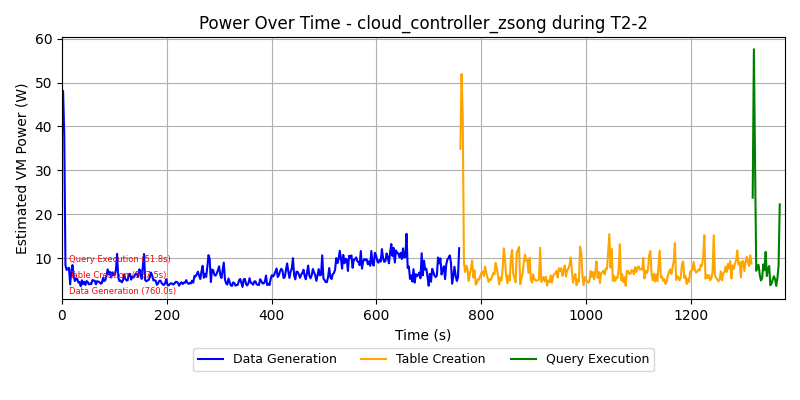 Power Over Time - cloud_controller_zsong during T2-2
Estimated VM Power (W)
60
50
40
30
20
10
Query Execution (51.8s)
Table Creation
Data Generation (760.0s)
0
200
400
600
800
1000
1200
Time (s)
Data Generation
Table Creation
Query Execution